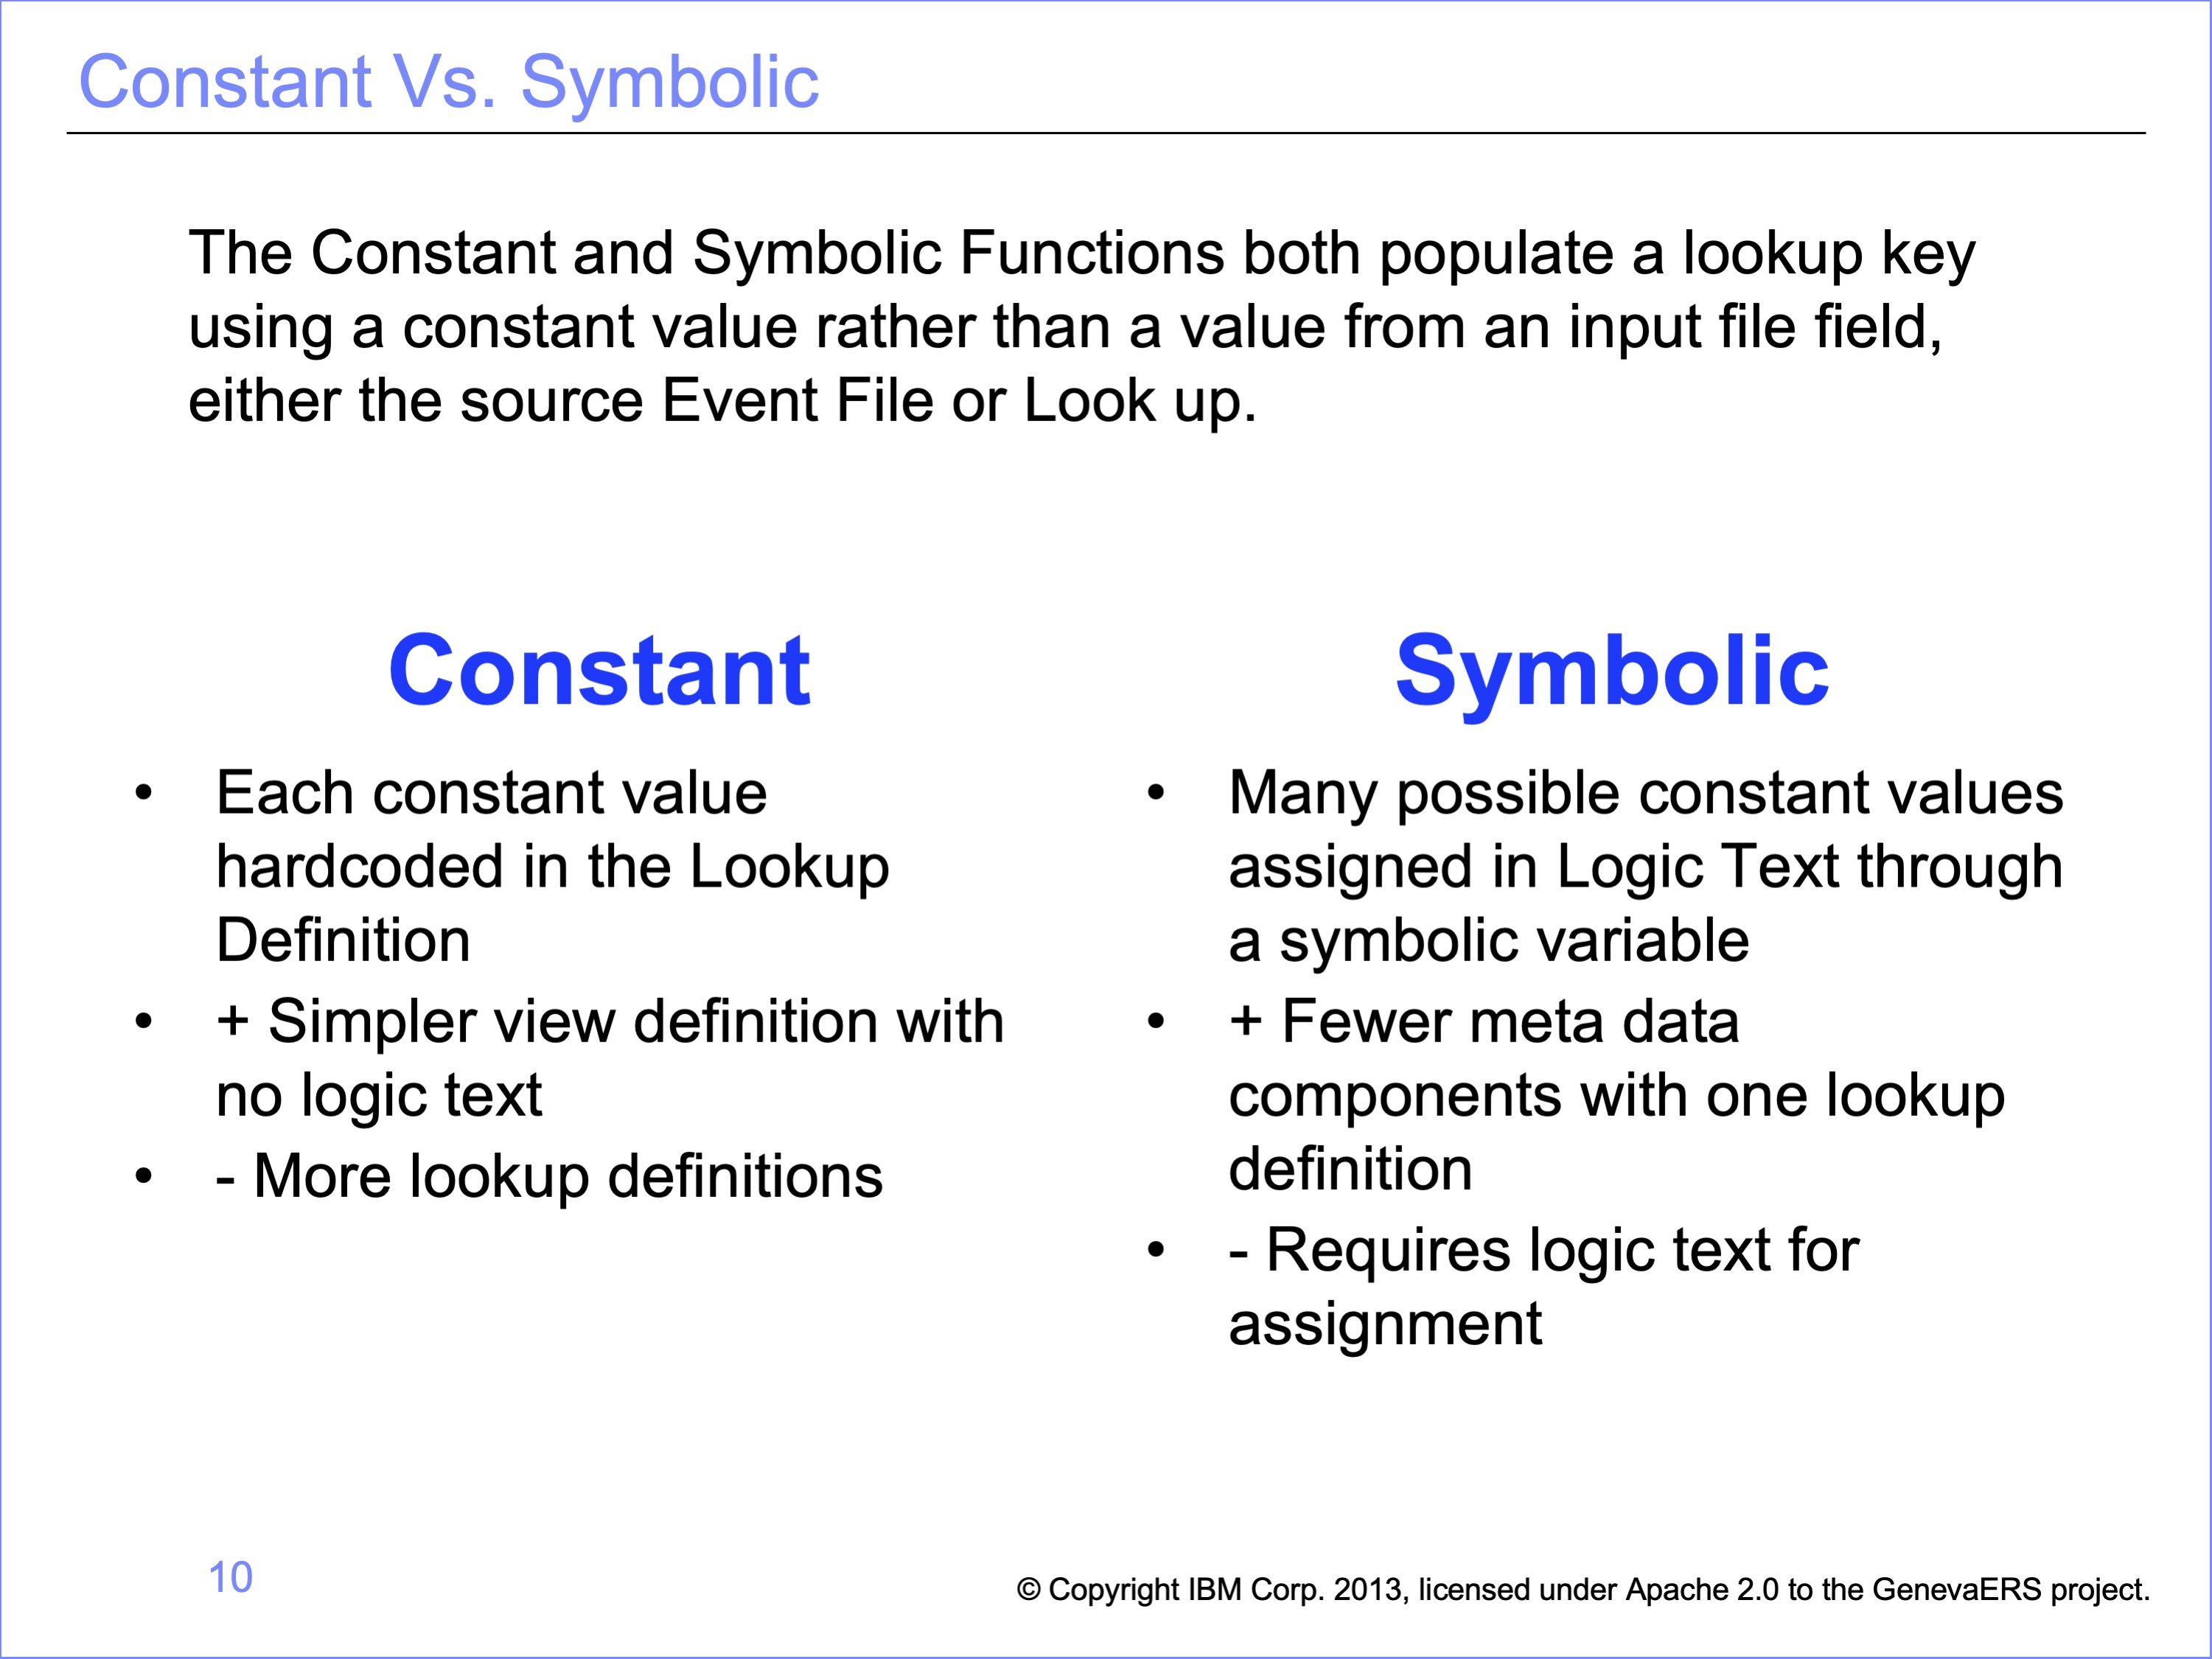 Constant Vs. Symbolic
The Constant and Symbolic Functions both populate a lookup key
using a constant value rather than a value from an input file field,
either the source Event File or Look up.
Constant
• Each constant value
hardcoded in the Lookup
Definition
• + Simpler view definition with
no logic text
• - More lookup definitions
Symbolic
• Many possible constant values
assigned in Logic Text through
a symbolic variable
• + Fewer meta data
components with one lookup
definition
• - Requires logic text for
assignment
10
© Copyright IBM Corp. 2013, licensed under Apache 2.0 to the GenevaERS project.